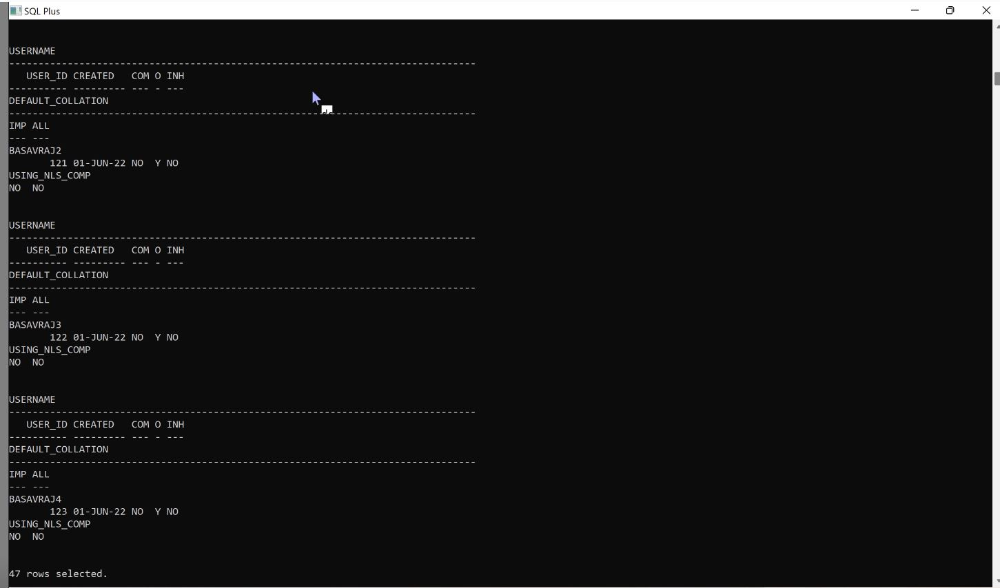 SQL Plus
USERNAME
--------------------------------------------------------------------------------
   USER_ID CREATED   COM O INH
---------- --------- --- - ---
DEFAULT_COLLATION
--------------------------------------------------------------------------------
IMP ALL
--- ---
BASAVRAJ2
       121 01-JUN-22 NO  Y NO
USING_NLS_COMP
NO  NO
USERNAME
--------------------------------------------------------------------------------
   USER_ID CREATED   COM O INH
---------- --------- --- - ---
DEFAULT_COLLATION
--------------------------------------------------------------------------------
IMP ALL
--- ---
BASAVRAJ3
       122 01-JUN-22 NO  Y NO
USING_NLS_COMP
NO  NO
USERNAME
--------------------------------------------------------------------------------
   USER_ID CREATED   COM O INH
---------- --------- --- - ---
DEFAULT_COLLATION
--------------------------------------------------------------------------------
IMP ALL
--- ---
BASAVRAJ4
       123 01-JUN-22 NO  Y NO
USING_NLS_COMP
NO  NO
47 rows selected.